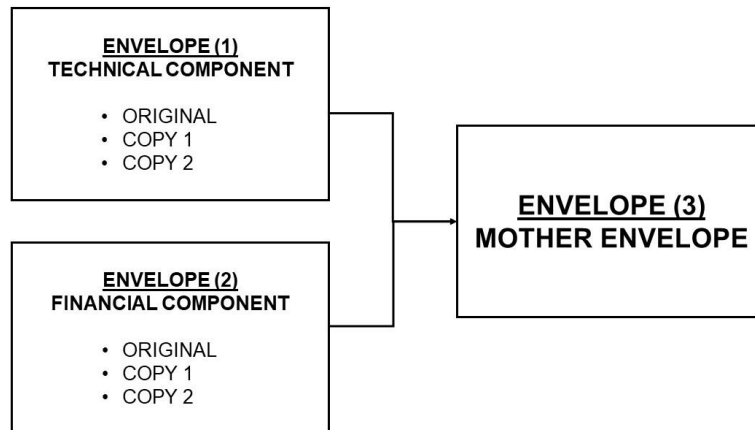 ENVELOPE (1)
TECHNICAL COMPONENT
• ORIGINAL
• COPY 1
• COPY 2
ENVELOPE (2)
FINANCIAL COMPONENT
• ORIGINAL
• COPY 1
• COPY 2
ENVELOPE (3)
MOTHER ENVELOPE